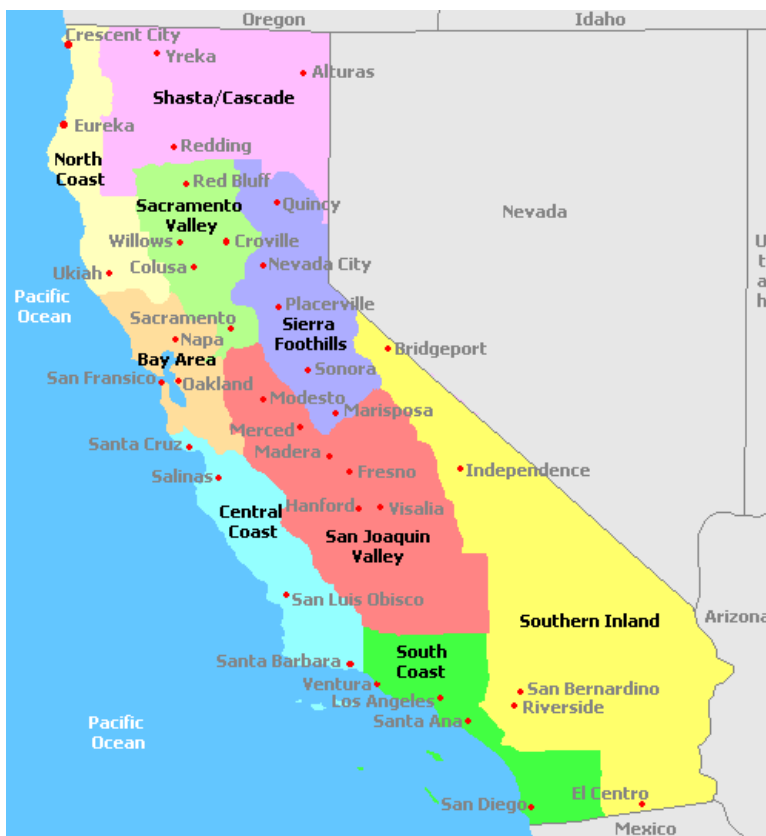 Oregon
Idaho
Crescent City
Yreka
Alturas
Shasta/Cascade
Eureka
Redding
North
Coast
Red Bluff
Quincy
Sacramento
Valley
Nevada
Willows
Croville
U
t
a
h
Colusa
Nevada City
Ukiah
Pacific
Ocean
Placerville
Sacramento
Sierra
Foothills
Napa
Bridgeport
Bay Area
Sonora
San Fransico
Oakland
Modesto
Marisposa
Merced
Santa Cruz
Madera
Fresno
Independence
Salinas
Hanford
Visalia
Central
Coast
San Joaquin
Valley
San Luis Obisco
Southern Inland
Arizona
South
Coast
Santa Barbara
Ventura
San Bernardino
Los Angeles
Riverside
Santa Ana
Pacific
Ocean
El Centro
San Diego
Mexico